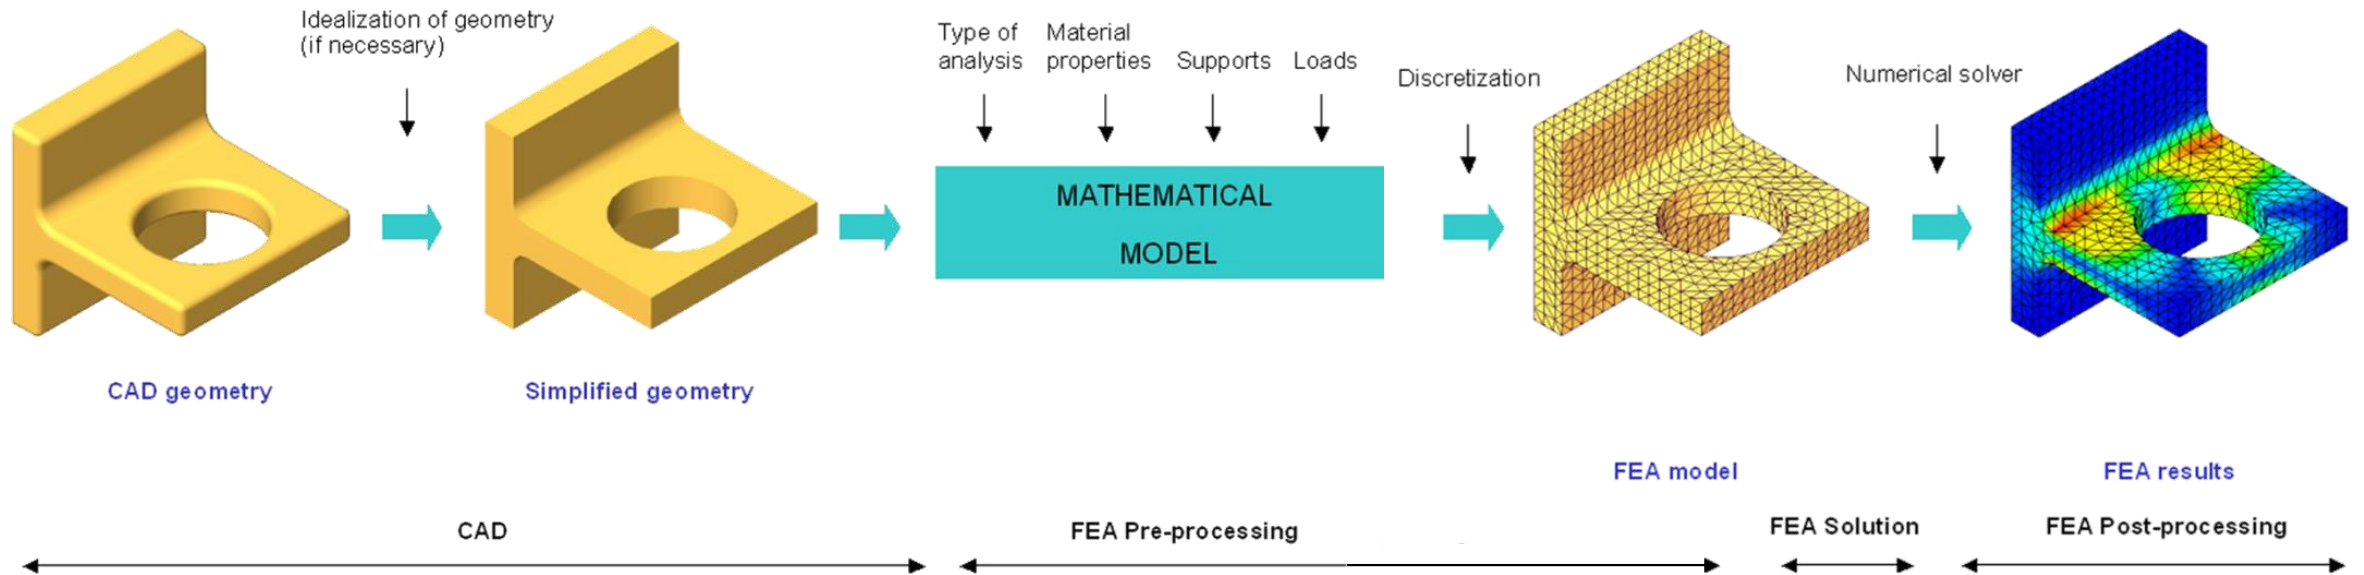 Idealization of geometry
(if necessary)
Type of
analysis
Material
properties
Supports
Loads
Discretization
Numerical solver
MATHEMATICAL
MODEL
CAD geometry
Simplified geometry
FEA model
FEA results
CAD
FEA Pre-processing
FEA Solution
FEA Post-processing